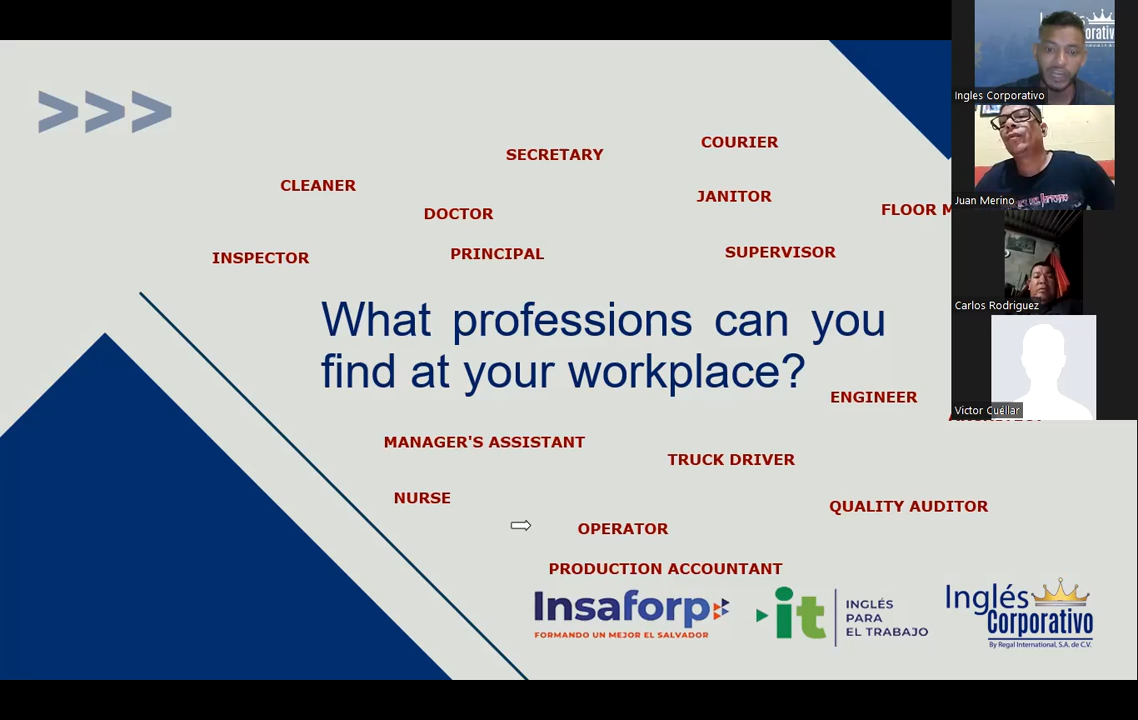 >>>
SECRETARY
COURIER
CLEANER
JANITOR
DOCTOR
FLOOR M
INSPECTOR
PRINCIPAL
SUPERVISOR
What professions can you
find at your workplace?
ENGINEER
MANAGER'S ASSISTANT
TRUCK DRIVER
NURSE
QUALITY AUDITOR
OPERATOR
PRODUCTION ACCOUNTANT
Insaforp
FORMANDO UN MEJOR EL SALVADOR
it
INGLÉS
PARA
EL TRABAJO
Inglés
Corporativo
By Regal International, S.A. de C.V.
Ingles Corporativo
Juan Merino
Carlos Rodriguez
Victor Cuéllar